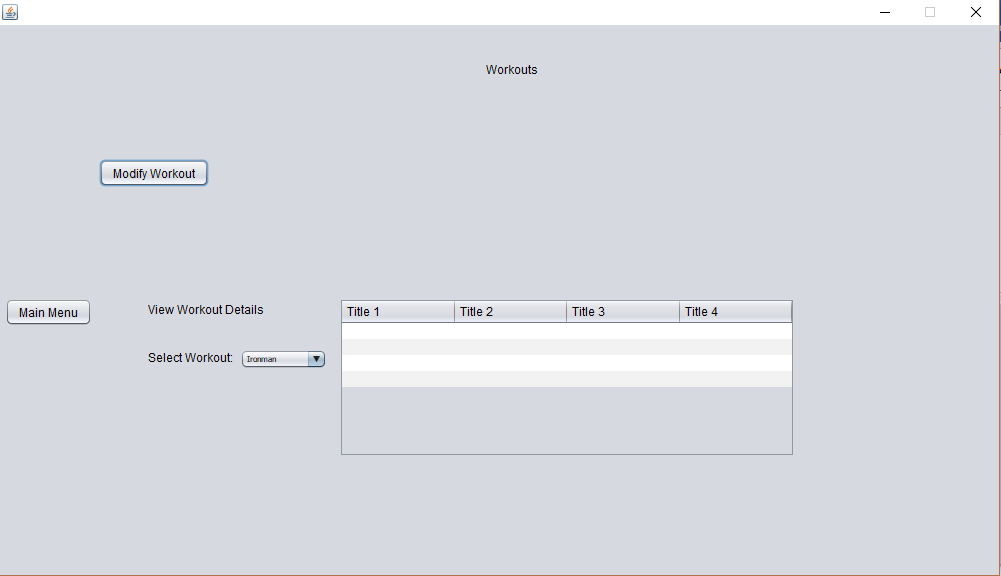 Workouts
Modify Workout
Main Menu
View Workout Details
Title 1 Title 2 Title 3 Title 4
Select Workout: Ironman